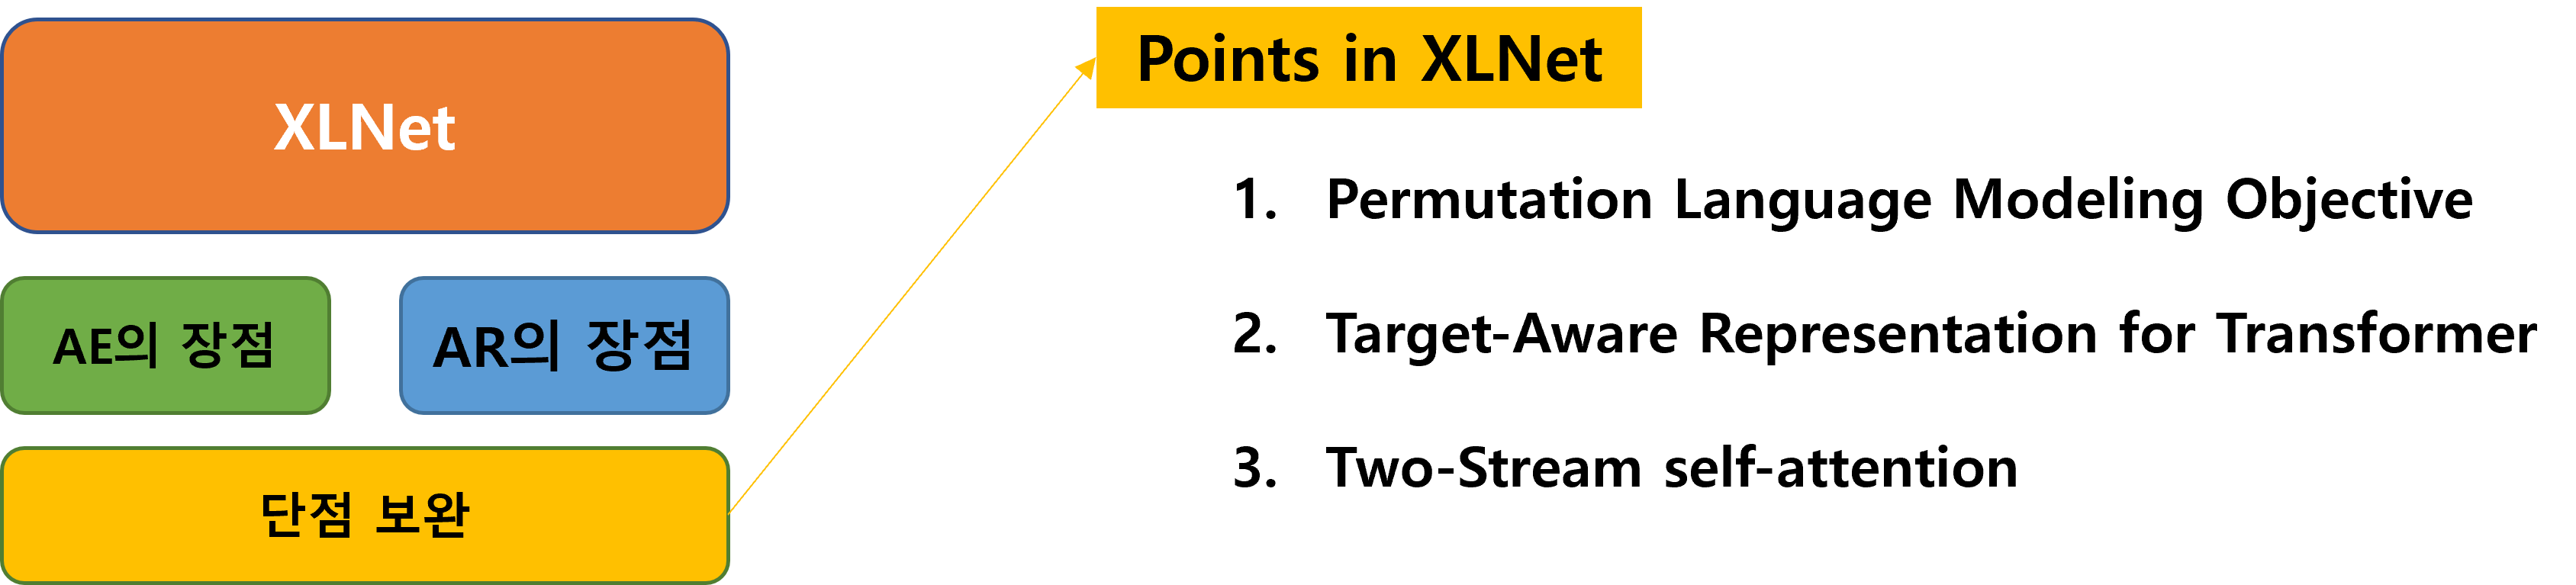 XLNet
AE의 장점
AR의 장점
단점 보완
Points in XLNet
1. Permutation Language Modeling Objective
2. Target-Aware Representation for Transformer
3. Two-Stream self-attention